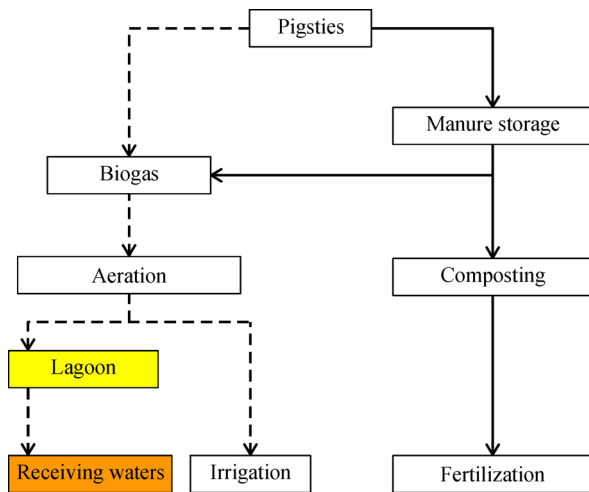 Pigsties
Manure storage
Biogas
Aeration
Composting
Lagoon
Receiving waters
Irrigation
Fertilization